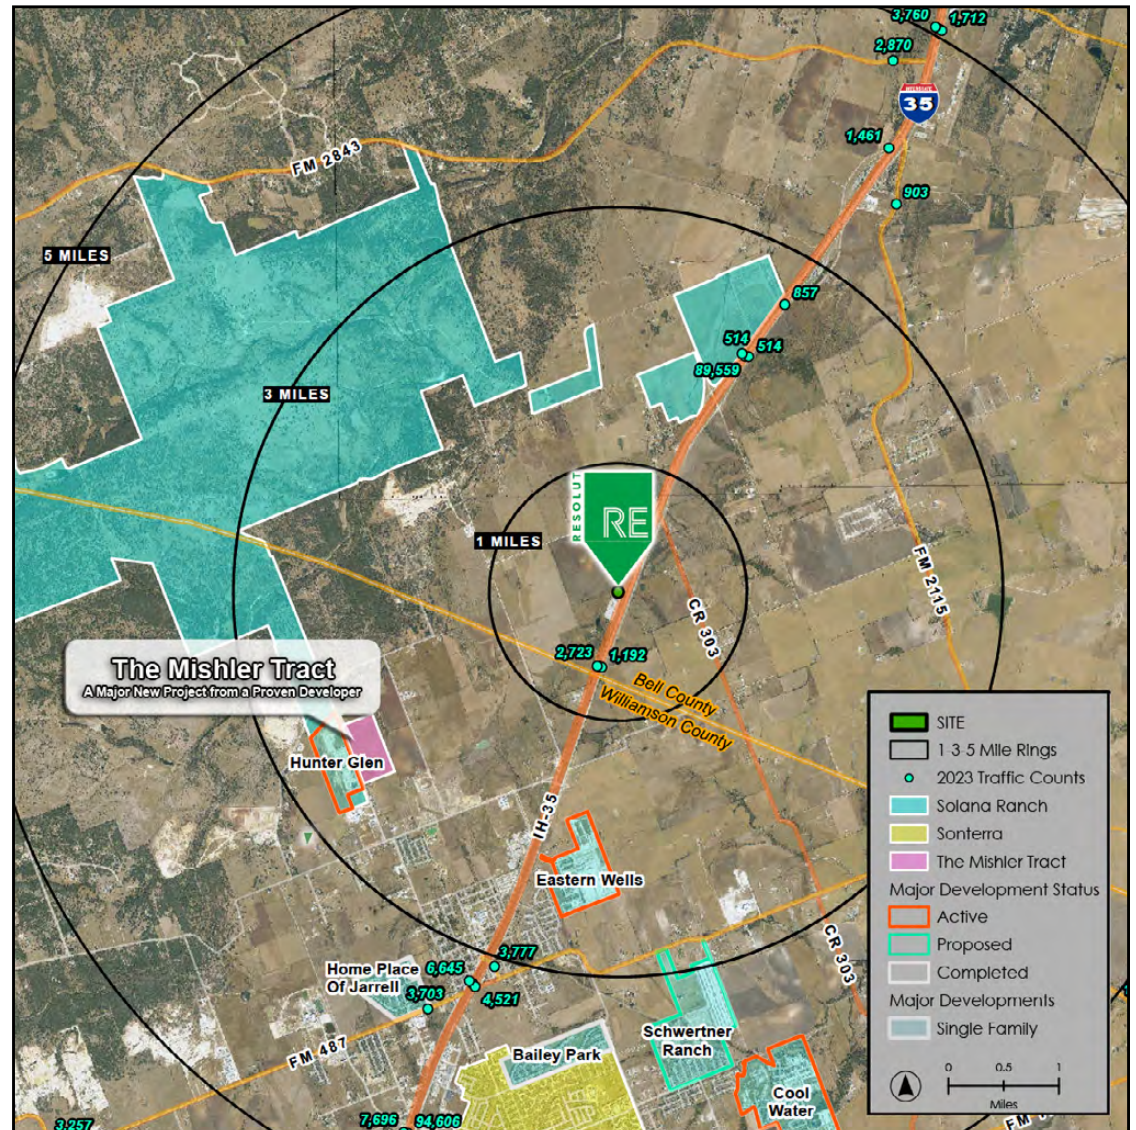 3,760
1,712
2,870
INTERSTATE
35
1,461
903
FM 2843
5 MILES
857
514
514
89,559
3 MILES
RESOLUT
RE
1 MILES
FM 2115
CR 303
2,723
1,192
Bell County
Williamson County
The Mishler Tract
A Major New Project from a Proven Developer
Hunter Glen
IH-35
Eastern Wells
CR 303
3,777
6,645
4,521
Home Place
Of Jarrell
3,703
FM 487
Schwertner
Ranch
Bailey Park
Cool
Water
7,696
94,606
3,257
SITE
1-3-5 Mile Rings
2023 Traffic Counts
Solana Ranch
Sonterra
The Mishler Tract
Major Development Status
Active
Proposed
Completed
Major Developments
Single Family
0 0.5 1
Miles